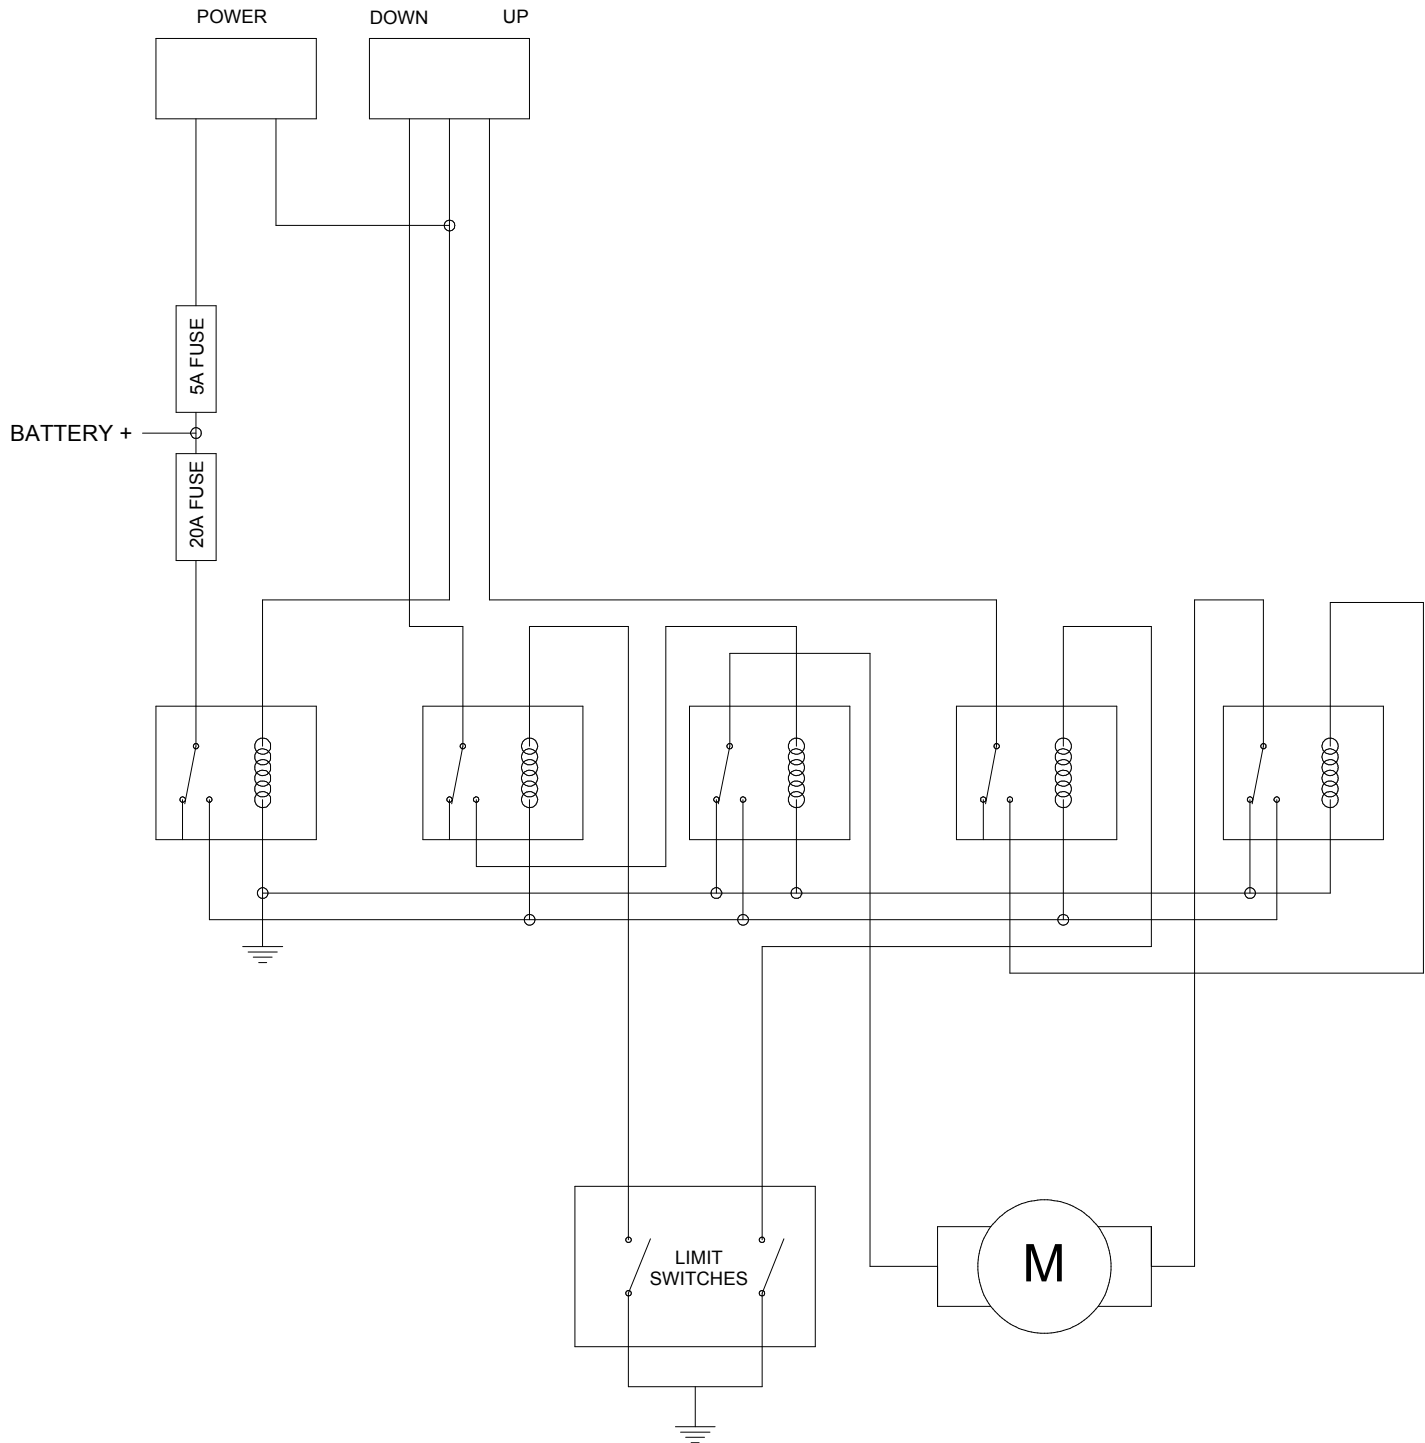 POWER
DOWN
UP
5A FUSE
BATTERY +
20A FUSE
LIMIT
SWITCHES
M